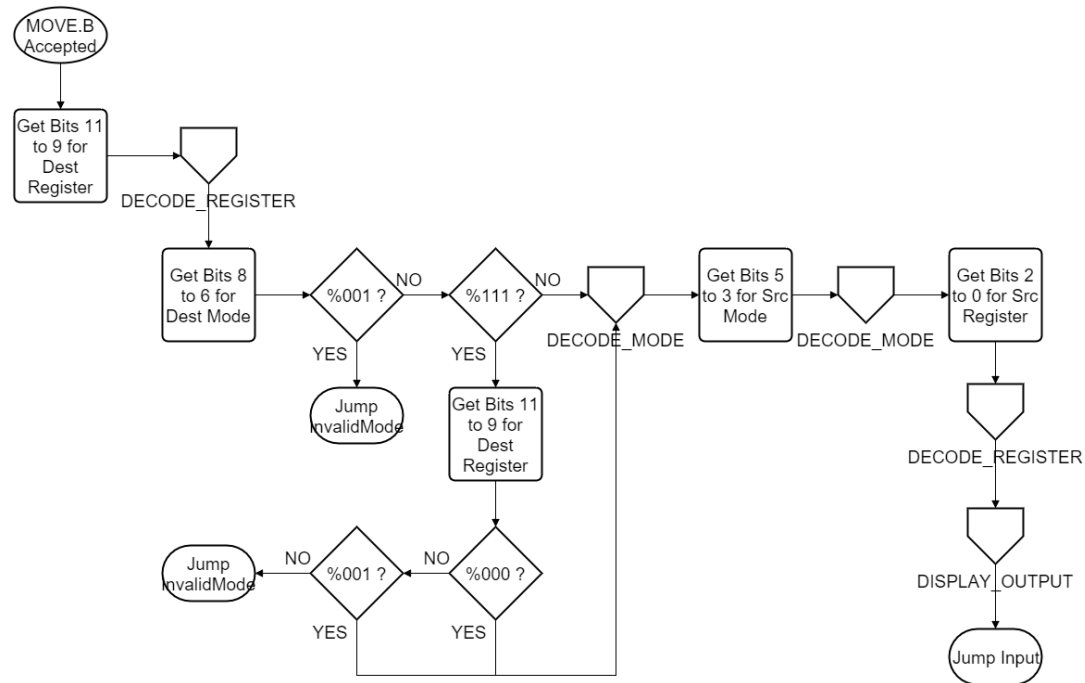 MOVE.B
Accepted
Get Bits 11
to 9 for
Dest
Register
DECODE_REGISTER
Get Bits 8
to 6 for
Dest Mode
%001 ?
NO
YES
Jump
invalidMode
%111 ?
NO
YES
DECODE_MODE
Get Bits 5
to 3 for Src
Mode
DECODE_MODE
Get Bits 2
to 0 for Src
Register
Get Bits 11
to 9 for
Dest
Register
%000 ?
NO
YES
%001 ?
NO
YES
Jump
invalidMode
DECODE_REGISTER
DISPLAY_OUTPUT
Jump Input